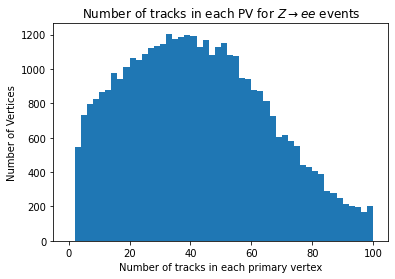 Number of tracks in each PV for Z → ee events
1200
1000
800
600
400
200
0
Number of Vertices
0 20 40 60 80 100
Number of tracks in each primary vertex